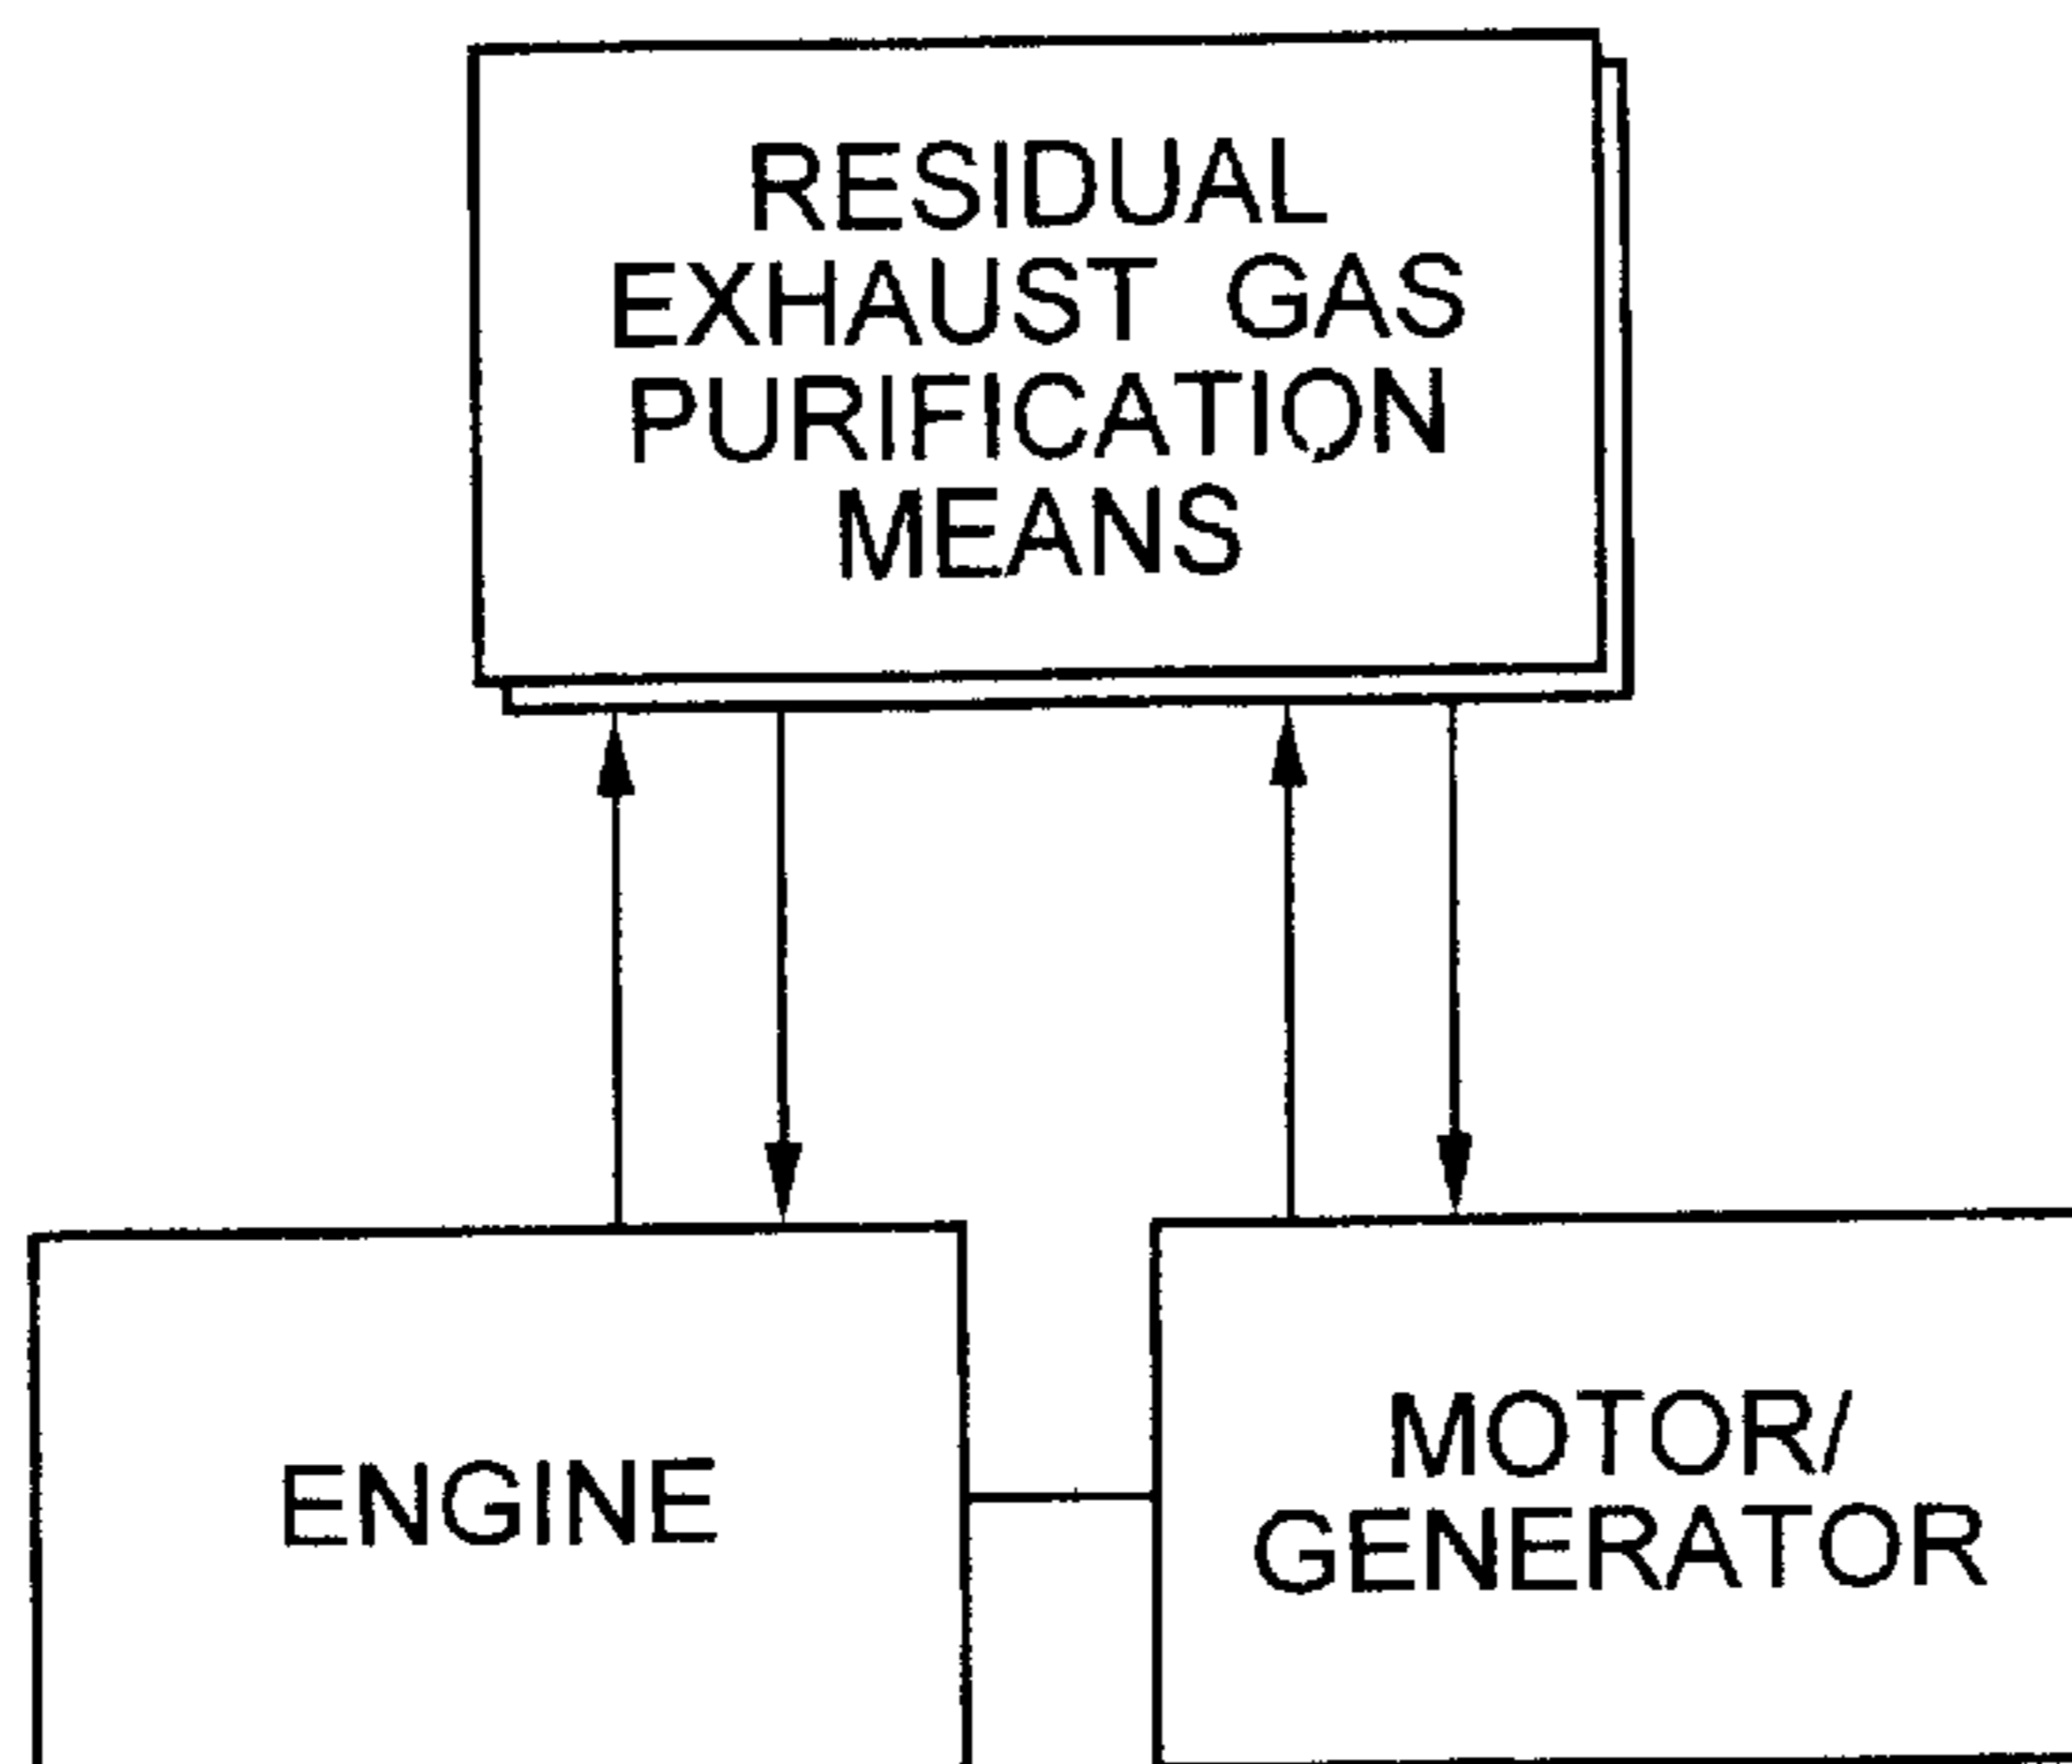 RESIDUAL
EXHAUST GAS
PURIFICATION
MEANS
ENGINE
MOTOR/
GENERATOR